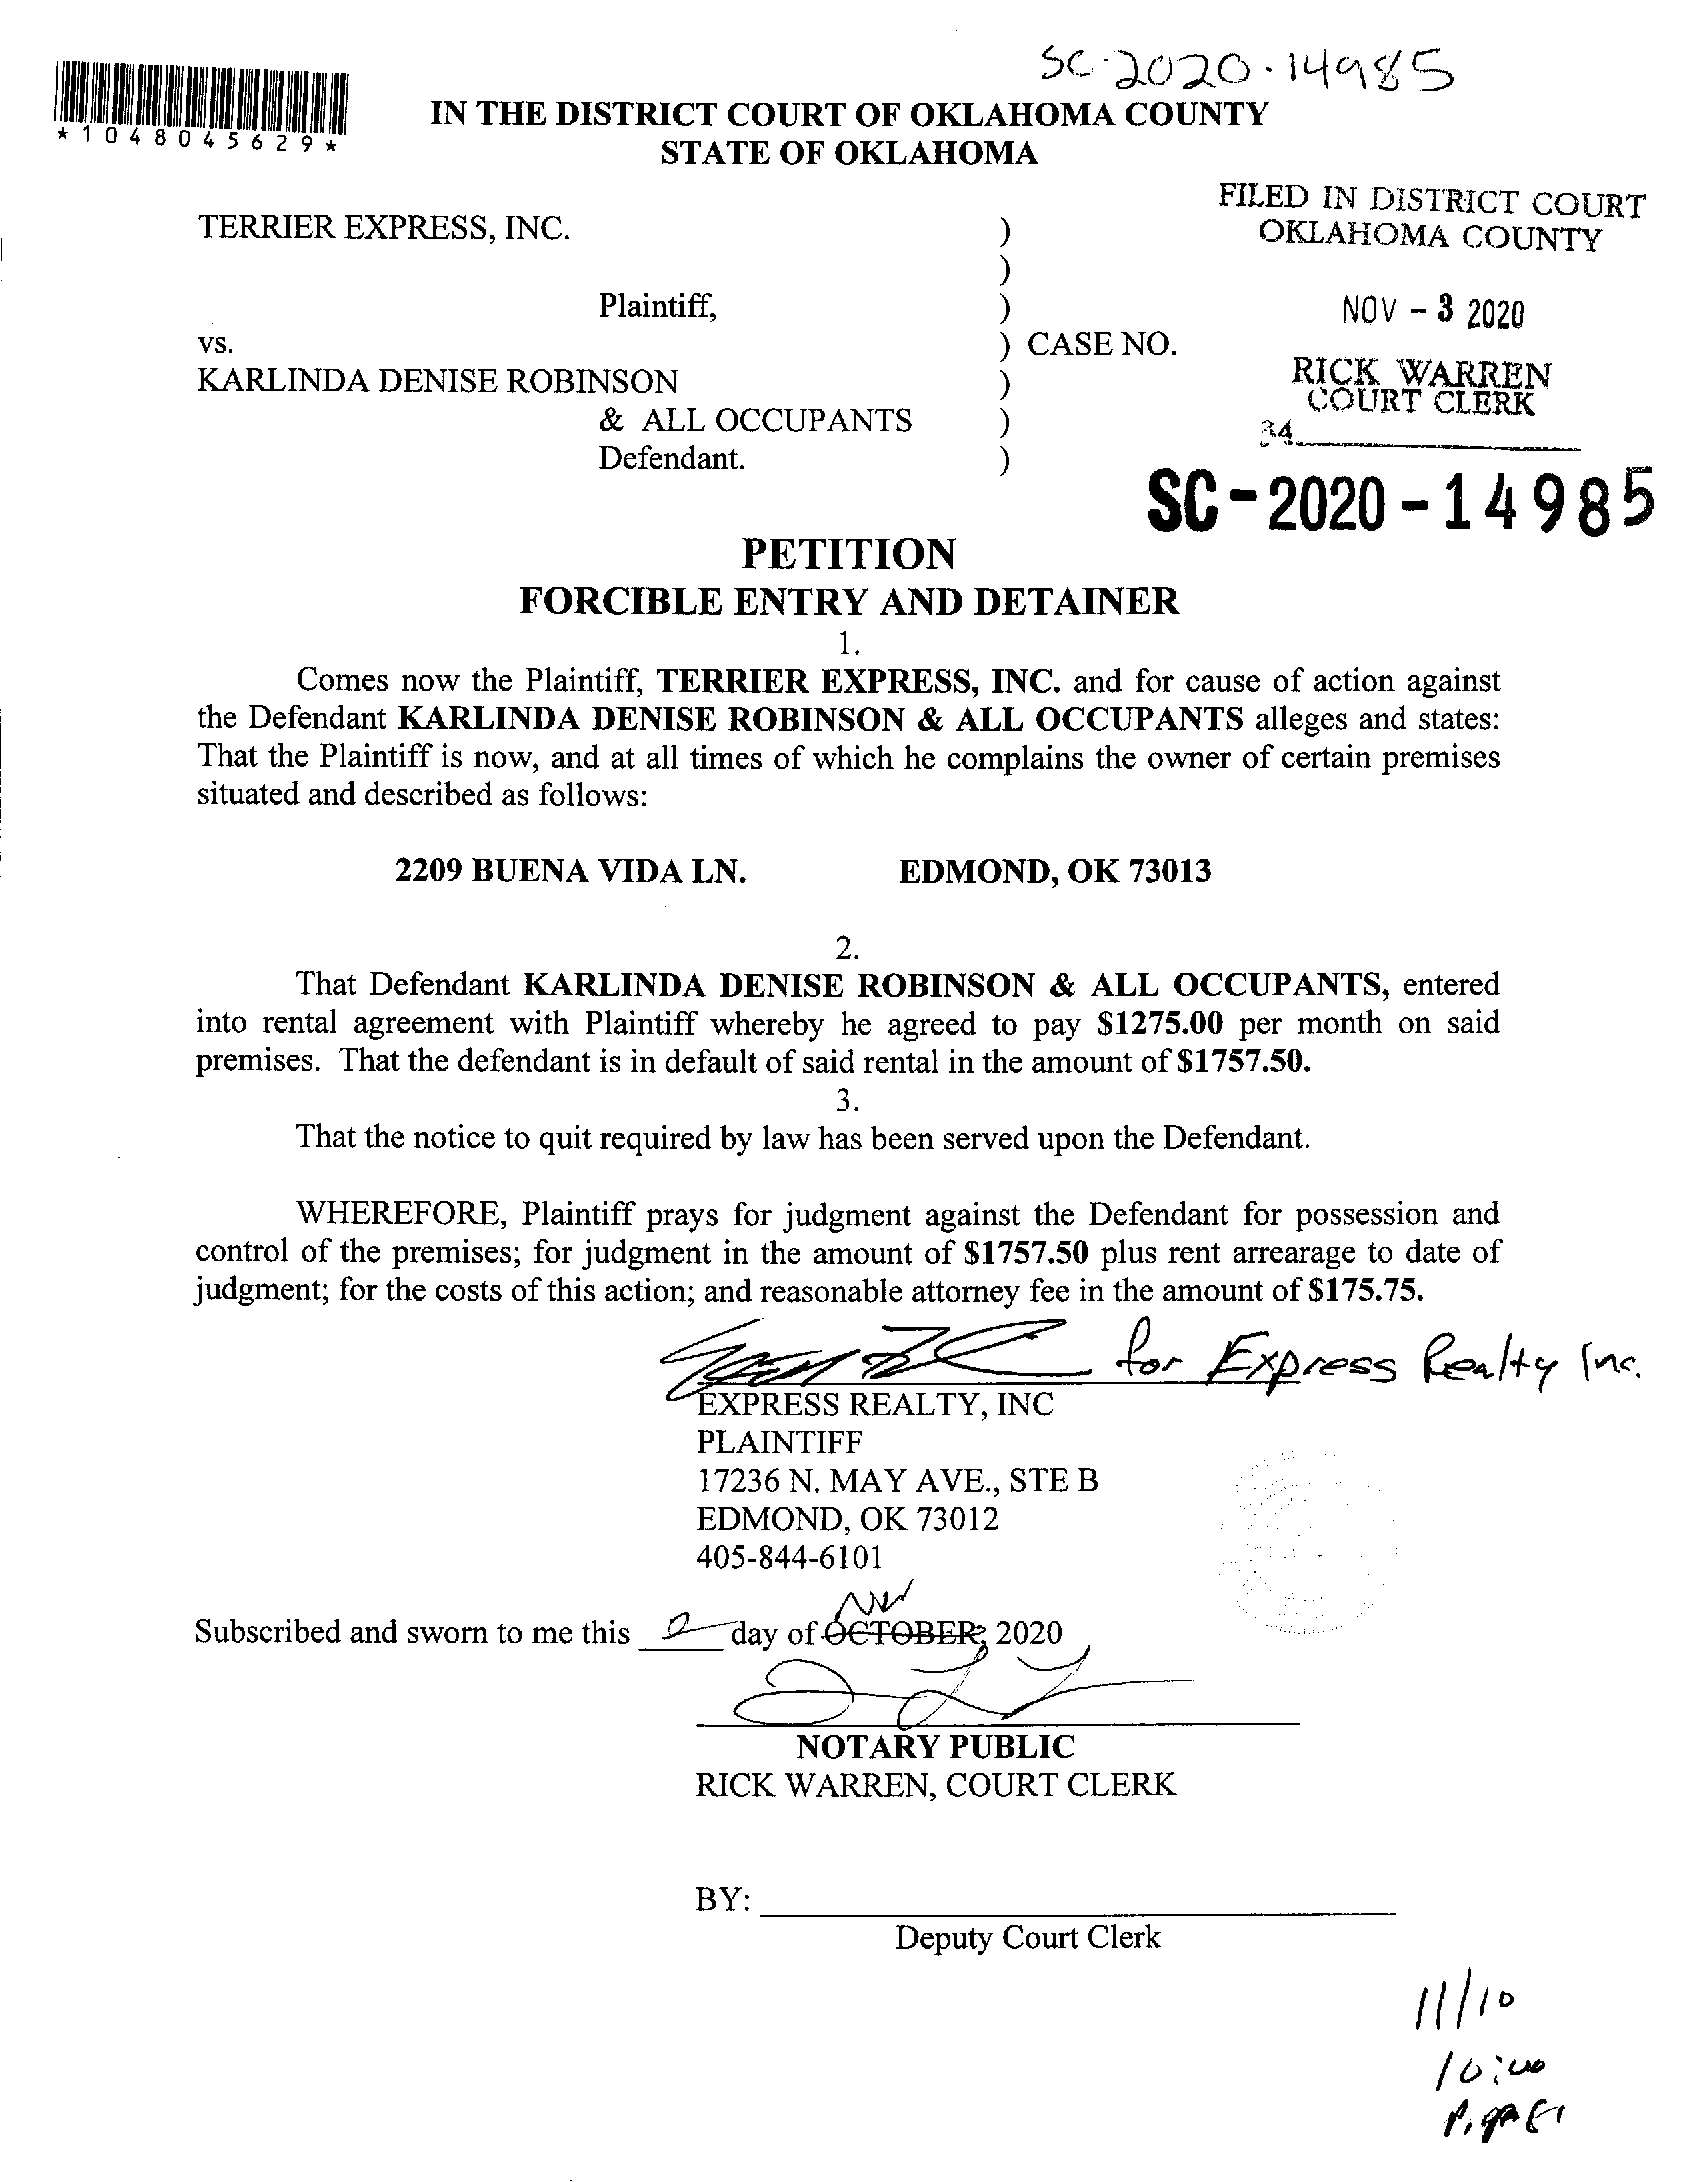 SC-2020-14985
*1048045629*
IN THE DISTRICT COURT OF OKLAHOMA COUNTY
STATE OF OKLAHOMA
FILED IN DISTRICT COURT
OKLAHOMA COUNTY
NOV - 3 2020
RICK WARREN
COURT CLERK
34
TERRIER EXPRESS, INC. )
)
Plaintiff, )
vs. ) CASE NO.
KARLINDA DENISE ROBINSON )
& ALL OCCUPANTS )
Defendant. )
SC-2020-14985
PETITION
FORCIBLE ENTRY AND DETAINER
1.
Comes now the Plaintiff, TERRIER EXPRESS, INC. and for cause of action against
the Defendant KARLINDA DENISE ROBINSON & ALL OCCUPANTS alleges and states:
That the Plaintiff is now, and at all times of which he complains the owner of certain premises
situated and described as follows:
2209 BUENA VIDA LN. EDMOND, OK 73013
2.
That Defendant KARLINDA DENISE ROBINSON & ALL OCCUPANTS, entered
into rental agreement with Plaintiff whereby he agreed to pay $1275.00 per month on said
premises. That the defendant is in default of said rental in the amount of $1757.50.
3.
That the notice to quit required by law has been served upon the Defendant.
WHEREFORE, Plaintiff prays for judgment against the Defendant for possession and
control of the premises; for judgment in the amount of $1757.50 plus rent arrearage to date of
judgment; for the costs of this action; and reasonable attorney fee in the amount of $175.75.
for Express Realty Inc.
EXPRESS REALTY, INC
PLAINTIFF
17236 N. MAY AVE., STE B
EDMOND, OK 73012
405-844-6101
Nov
Subscribed and sworn to me this 2 day of OCTOBER, 2020
NOTARY PUBLIC
RICK WARREN, COURT CLERK
BY:
Deputy Court Clerk
11/10
10:00